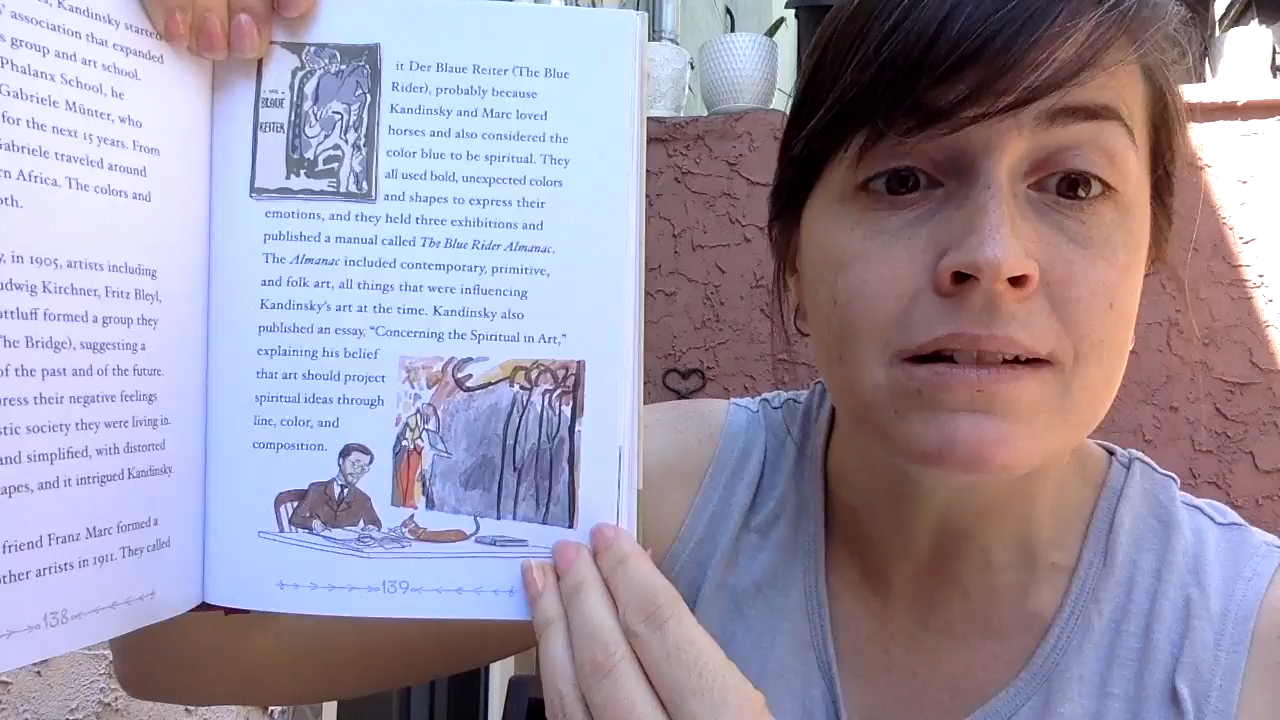 Kandinsky started
association that expanded
group and art school.
Phalanx School, he
Gabriele Münter, who
for the next 15 years. From
Gabriele traveled around
Africa. The colors and
in 1905, artists including
Kirchner, Fritz Bleyl,
formed a group they
Bridge), suggesting a
of the past and of the future.
their negative feelings
society they were living in.
and simplified, with distorted
and it intrigued Kandinsky.
friend Franz Marc formed a
other artists in 1911. They called
138
BLAUE
REITER
it Der Blaue Reiter (The Blue
Rider), probably because
Kandinsky and Marc loved
horses and also considered the
color blue to be spiritual. They
all used bold, unexpected colors
and shapes to express their
emotions, and they held three exhibitions and
published a manual called The Blue Rider Almanac.
The Almanac included contemporary, primitive,
and folk art, all things that were influencing
Kandinsky's art at the time. Kandinsky also
published an essay, “Concerning the Spiritual in Art,”
explaining his belief
that art should project
spiritual ideas through
line, color, and
composition.
139